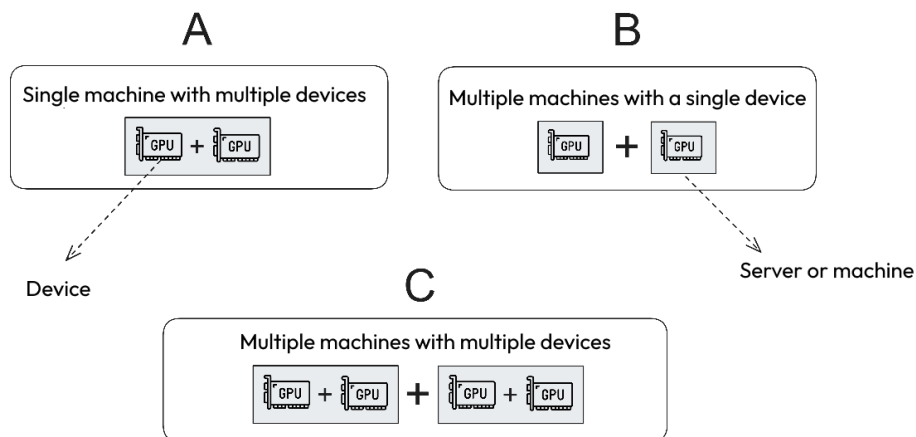 A
B
Single machine with multiple devices
GPU + GPU
Multiple machines with a single device
GPU + GPU
Device
Server or machine
C
Multiple machines with multiple devices
GPU + GPU + GPU + GPU